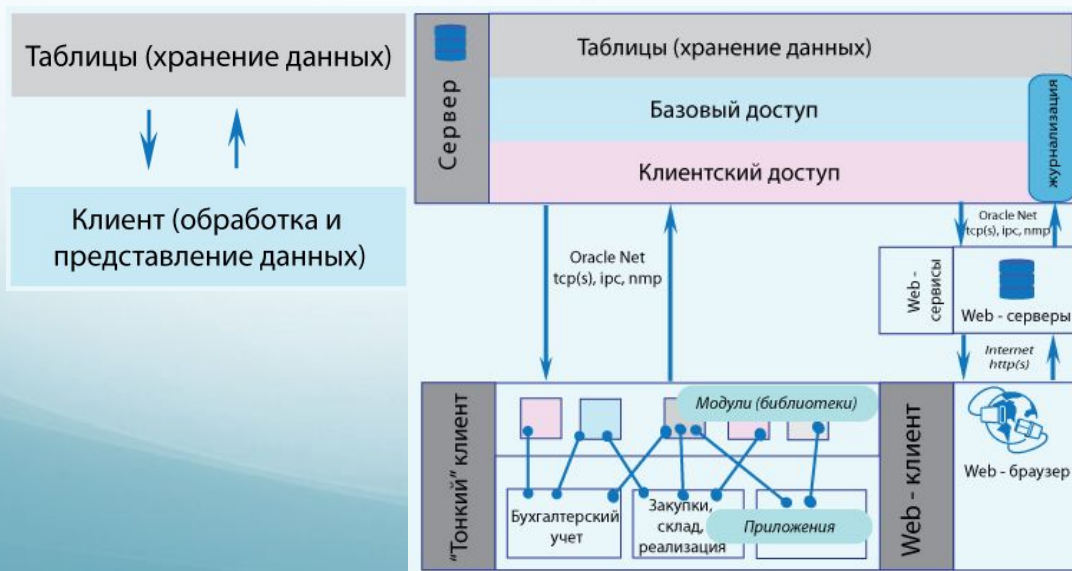 Таблицы (хранение данных)
Клиент (обработка и
представление данных)
Сервер
Таблицы (хранение данных)
Базового доступ
Клиентский доступ
журнализация
Oracle Net
tcp(s), ipc, nmp
Oracle Net
tcp(s), ipc, nmp
Web -
сервисы
Web - серверы
Internet
http(s)
"Тонкий" клиент
Модули (библиотеки)
Бухгалтерский
учет
Закупки,
склад,
реализация
Приложения
Web - клиент
Web - браузер